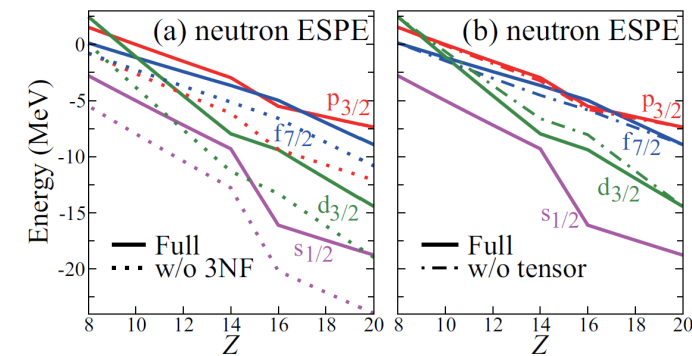 (a) neutron ESPE
(b) neutron ESPE
Energy (MeV)
0
-5
-10
-15
-20
p3/2
f7/2
d3/2
s1/2
Full
w/o 3NF
p3/2
f7/2
d3/2
s1/2
Full
w/o tensor
8 10 12 14 16 18 20
8 10 12 14 16 18 20
Z
Z